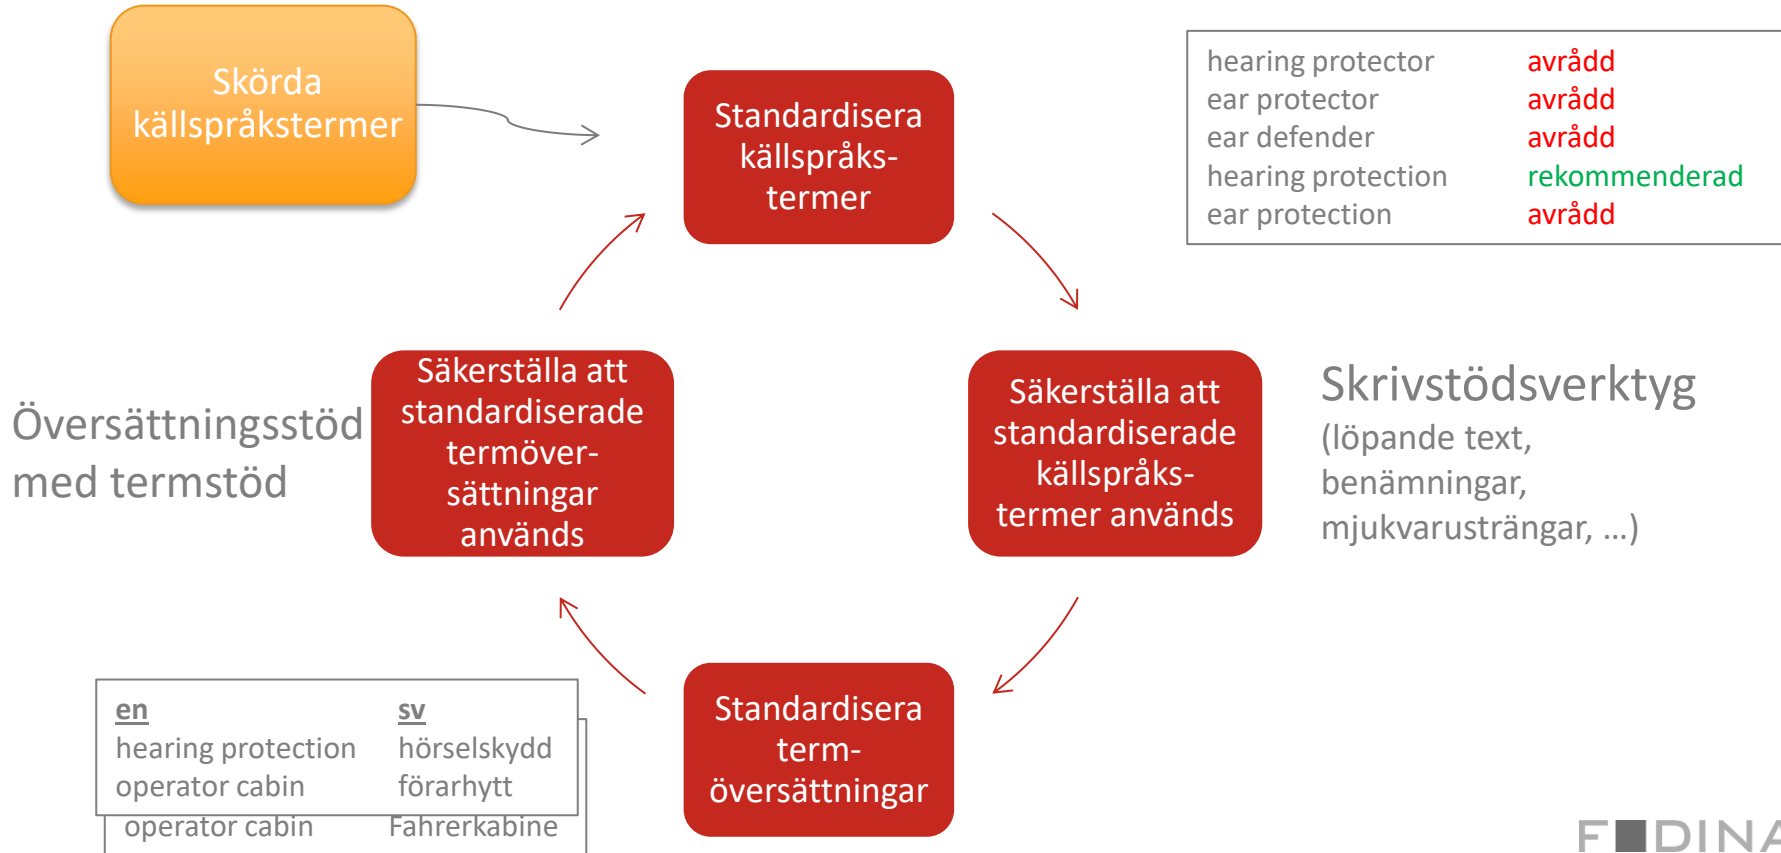 Skörda
källspråkstermer
Standardisera
källspråks-
termer
hearing protector avrådd
ear protector avrådd
ear defender avrådd
hearing protection rekommenderad
ear protection avrådd
Översättningsstöd
med termstöd
Säkerställa att
standardiserade
termöver-
sättningar
används
Säkerställa att
standardiserade
källspråks-
termer används
Skrivstödsverktyg
(löpande text,
benämningar,
mjukvarusträngar, ...)
en sv
hearing protection hörselskydd
operator cabin förarhytt
operator cabin Fahrerkabine
Standardisera
term-
översättningar
F■DINA